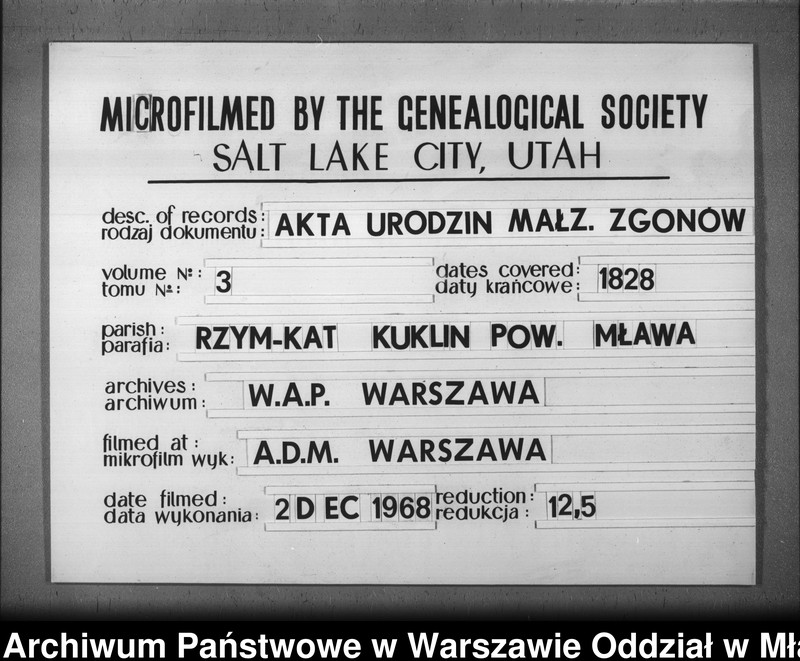 MICROFILMED BY THE GENEALOGICAL SOCIETY
SALT LAKE CITY, UTAH
desc. of records:
rodzaj dokumentu: AKTA URODZIN MAŁZ. ZGONÓW
volume №: dates covered:
tomu №: 3 daty krańcowe: 1828
parish:
parafia: RZYM-KAT KUKLIN POW. MŁAWA
archives:
archiwum: W.A.P. WARSZAWA
filmed at:
mikrofilm wyk: A.D.M. WARSZAWA
date filmed: reduction:
data wykonania: 2 DEC 1968 redukcja: 12,5
Archiwum Państwowe w Warszawie Oddział w Mła